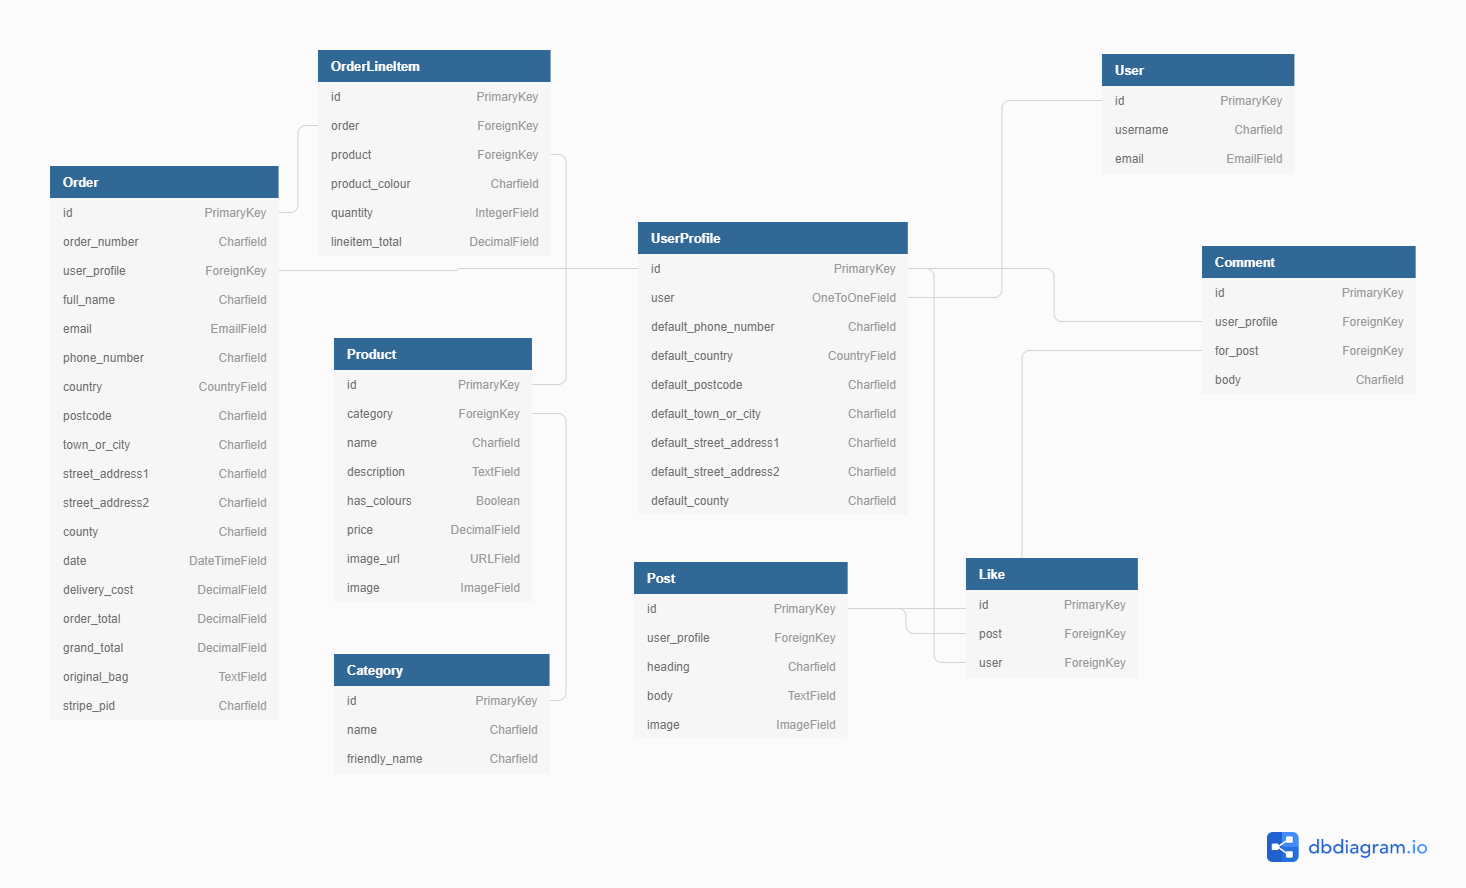 OrderLineItem
id PrimaryKey
order ForeignKey
product ForeignKey
product_colour Charfield
quantity IntegerField
lineitem_total DecimalField
User
id PrimaryKey
username Charfield
email EmailField
Order
id PrimaryKey
order_number Charfield
user_profile ForeignKey
full_name Charfield
email EmailField
phone_number Charfield
country CountryField
postcode Charfield
town_or_city Charfield
street_address1 Charfield
street_address2 Charfield
county Charfield
date DateTimeField
delivery_cost DecimalField
order_total DecimalField
grand_total DecimalField
original_bag TextField
stripe_pid Charfield
UserProfile
id PrimaryKey
user OneToOneField
default_phone_number Charfield
default_country CountryField
default_postcode Charfield
default_town_or_city Charfield
default_street_address1 Charfield
default_street_address2 Charfield
default_county Charfield
Comment
id PrimaryKey
user_profile ForeignKey
for_post ForeignKey
body Charfield
Product
id PrimaryKey
category ForeignKey
name Charfield
description TextField
has_colours Boolean
price DecimalField
image_url URLField
image ImageField
Post
id PrimaryKey
user_profile ForeignKey
heading Charfield
body TextField
image ImageField
Like
id PrimaryKey
post ForeignKey
user ForeignKey
Category
id PrimaryKey
name Charfield
friendly_name Charfield
dbdiagram.io